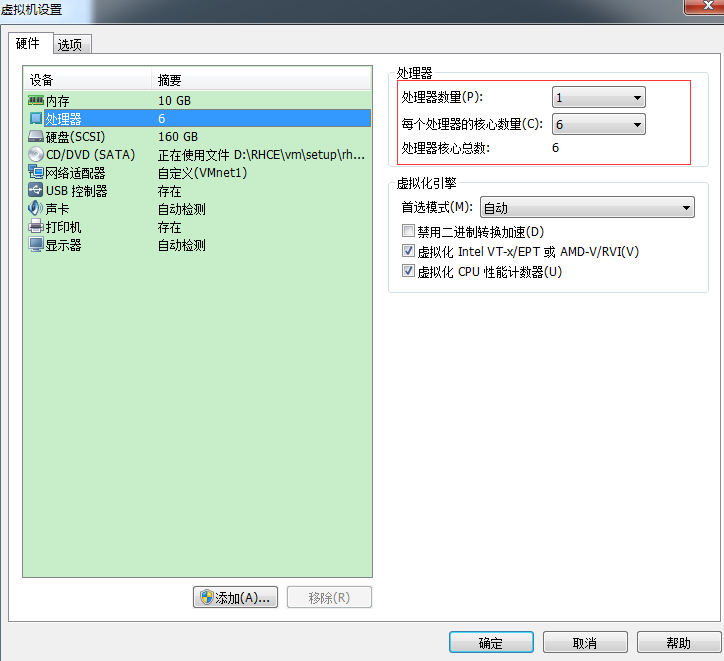 虚拟机设置
硬件 选项
设备 摘要
内存 10 GB
处理器 6
硬盘(SCSI) 160 GB
CD/DVD (SATA) 正在使用文件 D:\RHCE\vm\setup\rh...
网络适配器 自定义(VMnet1)
USB 控制器 存在
声卡 自动检测
打印机 存在
显示器 自动检测
添加(A)... 移除(R)
处理器
处理器数量(P): 1
每个处理器的核心数量(C): 6
处理器核心总数: 6
虚拟化引擎
首选模式(M): 自动
禁用二进制转换加速(D)
虚拟化 Intel VT-x/EPT 或 AMD-V/RVI(V)
虚拟化 CPU 性能计数器(U)
确定 取消 帮助